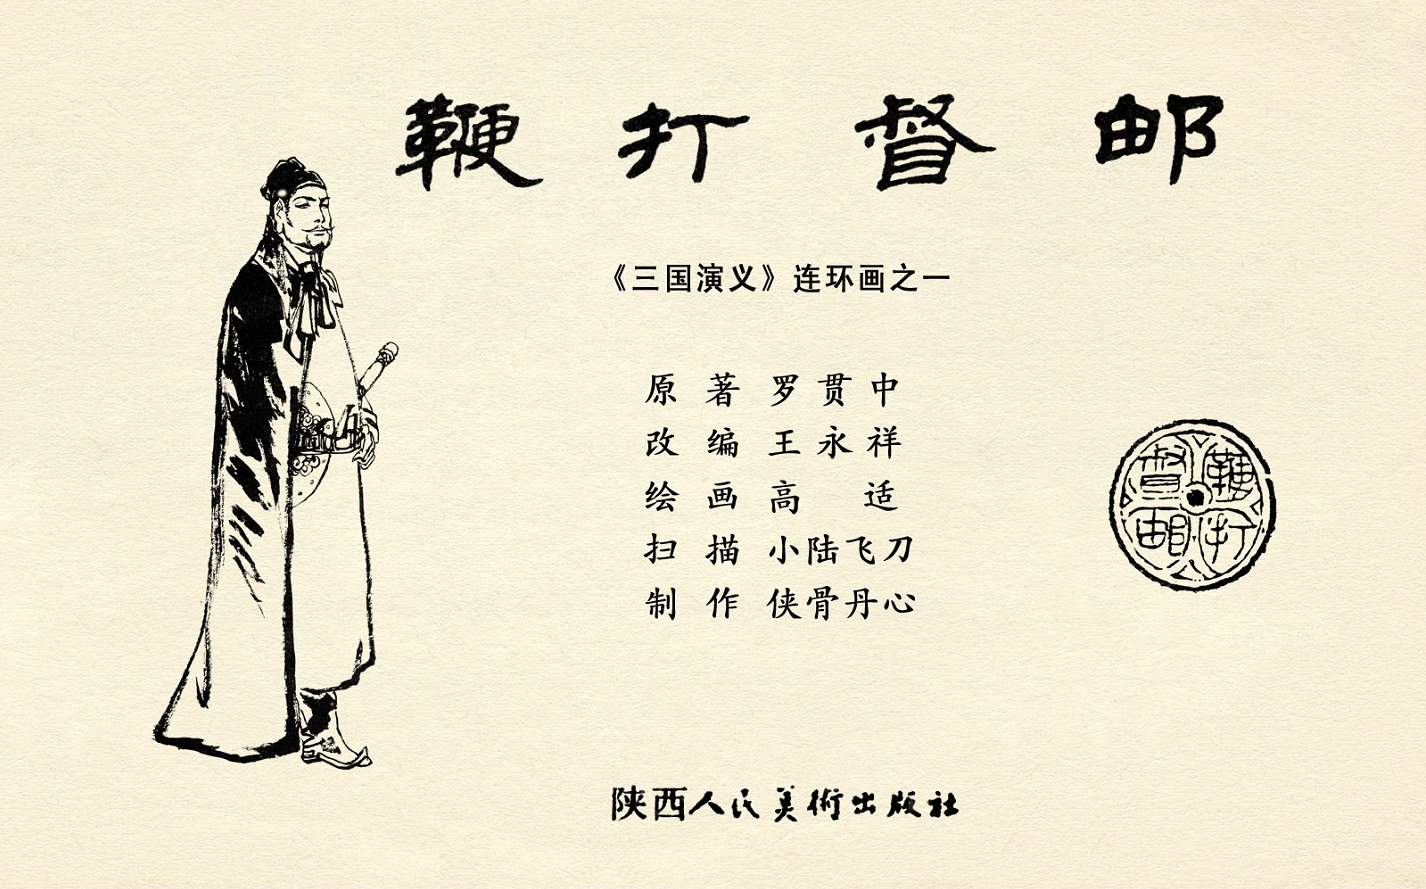 鞭打督邮
《三国演义》连环画之一
原著 罗贯中
改编 王永祥
绘画 高适
扫描 小陆飞刀
制作 侠骨丹心
鞭打督邮
陕西人民美術出版社